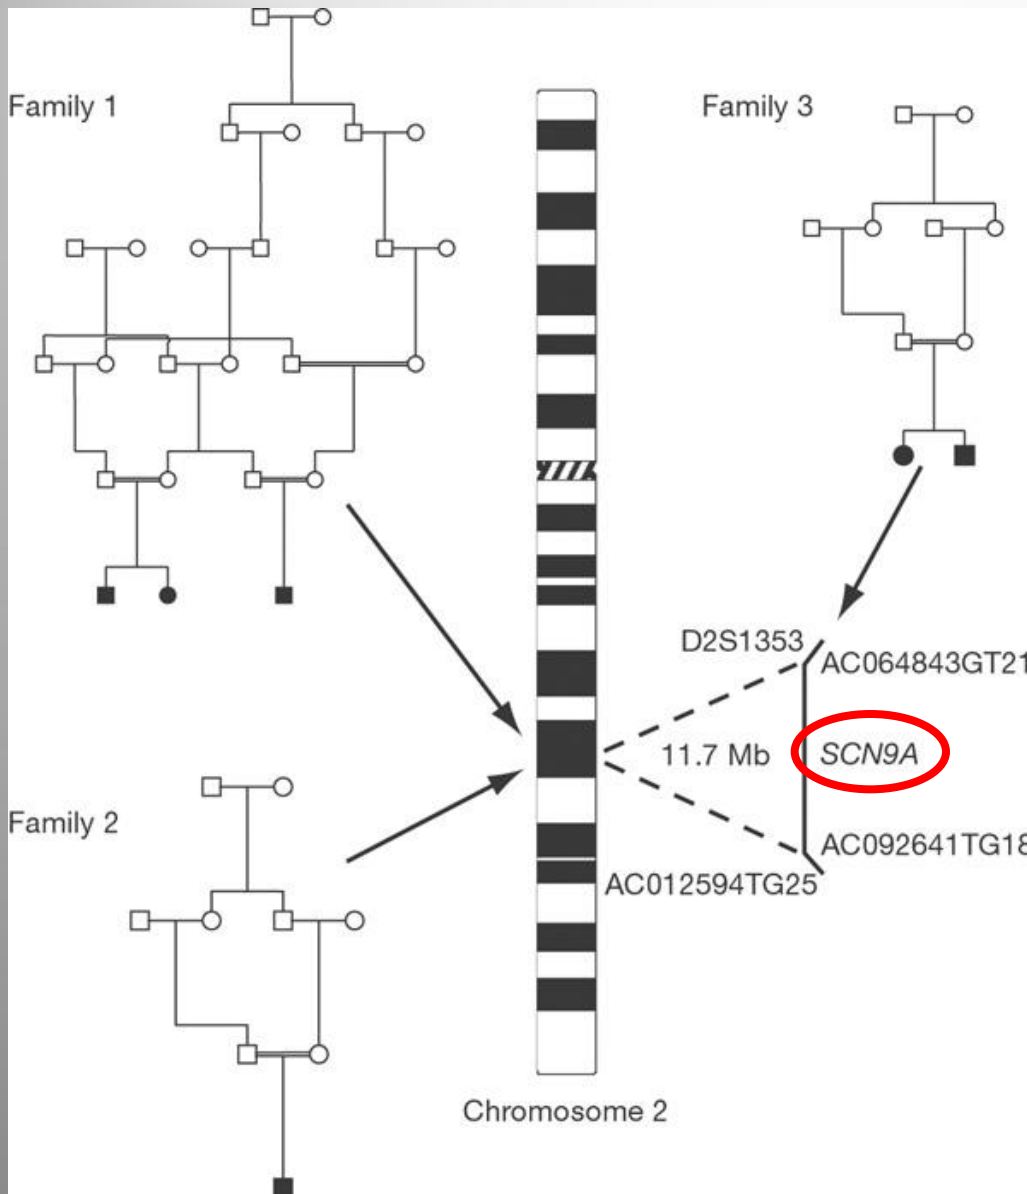 Family 1
Family 3
D2S1353
AC064843GT21
11.7 Mb
SCN9A
Family 2
AC092641TG18
AC012594TG25
Chromosome 2